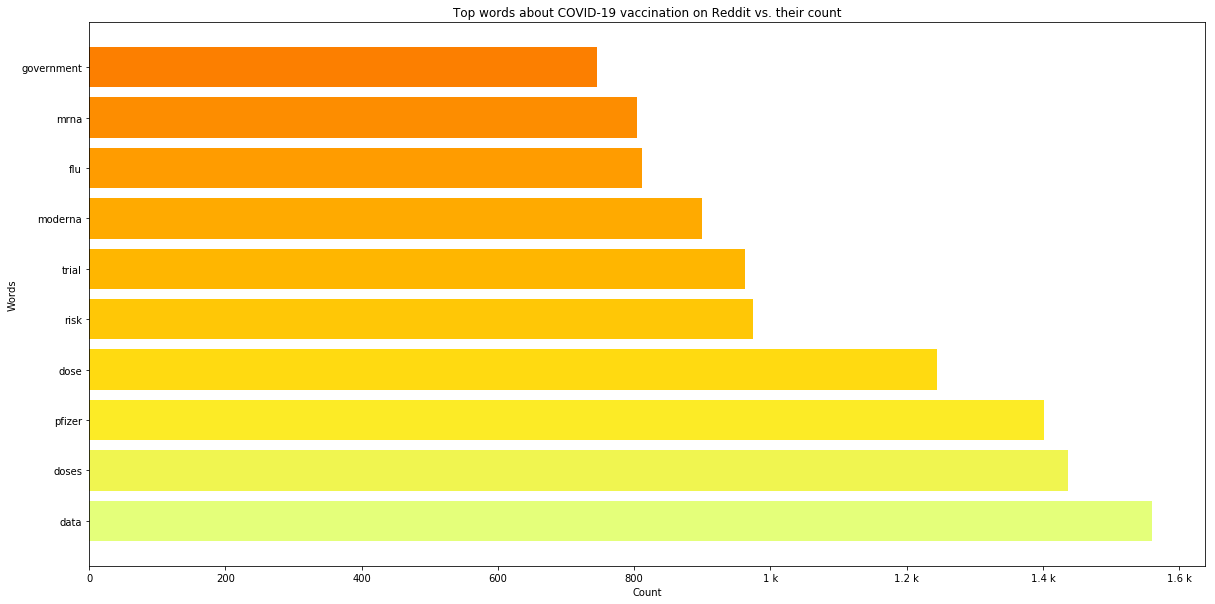 Top words about COVID-19 vaccination on Reddit vs. their count
government
mrna
flu
moderna
trial
risk
dose
pfizer
doses
data
Words
0 200 400 600 800 1 k 1.2 k 1.4 k 1.6 k
Count